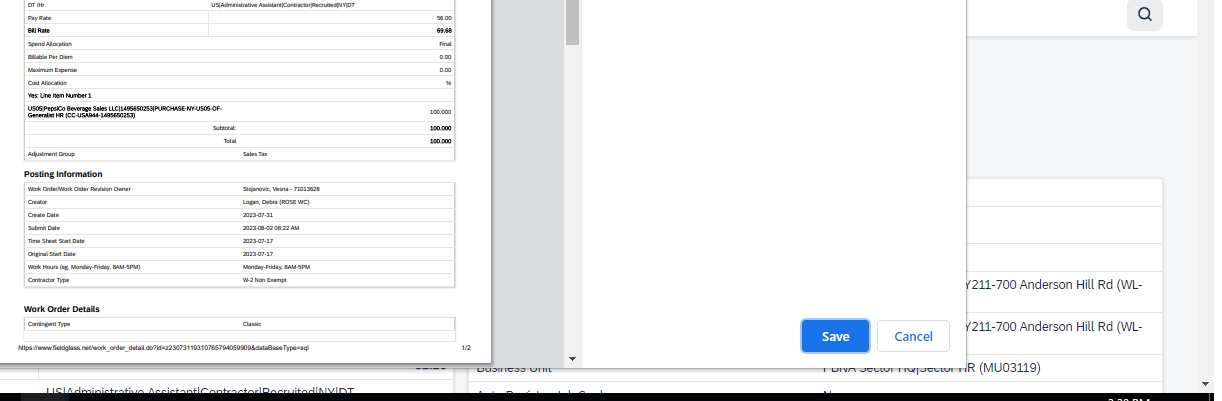 DT /Hr US|Administrative Assistant|Contractor|Recruited|NY|DT
Pay Rate 56.00
Bill Rate 69.68
Spend Allocation Final
Billable Per Diem 0.00
Maximum Expense 0.00
Cost Allocation %
Yes: Line Item Number 1
US05|PepsiCo Beverage Sales LLC|1495650253|PURCHASE-NY-US05-OF-
Generalist HR (CC-USA944-1495650253) 100.000
Subtotal: 100.000
Total 100.000
Adjustment Group Sales Tax
Posting Information
Work Order/Work Order Revision Owner Stojanovic, Vesna - 71013628
Creator Logan, Debra (ROSE WC)
Create Date 2023-07-31
Submit Date 2023-08-02 08:22 AM
Time Sheet Start Date 2023-07-17
Original Start Date 2023-07-17
Work Hours (eg. Monday-Friday, 8AM-5PM) Monday-Friday, 8AM-5PM
Contractor Type W-2 Non Exempt
Work Order Details
Contingent Type Classic
https://www.fieldglass.net/work_order_detail.do?id=z23073119310765794059909&dataBaseType=sql 1/2
Save Cancel
Y211-700 Anderson Hill Rd (WL-
Y211-700 Anderson Hill Rd (WL-
Business Unit PBNA Sector HQ|Sector HR (MU03119)
US|Administrative Assistant|Contractor|Recruited|NY|DT